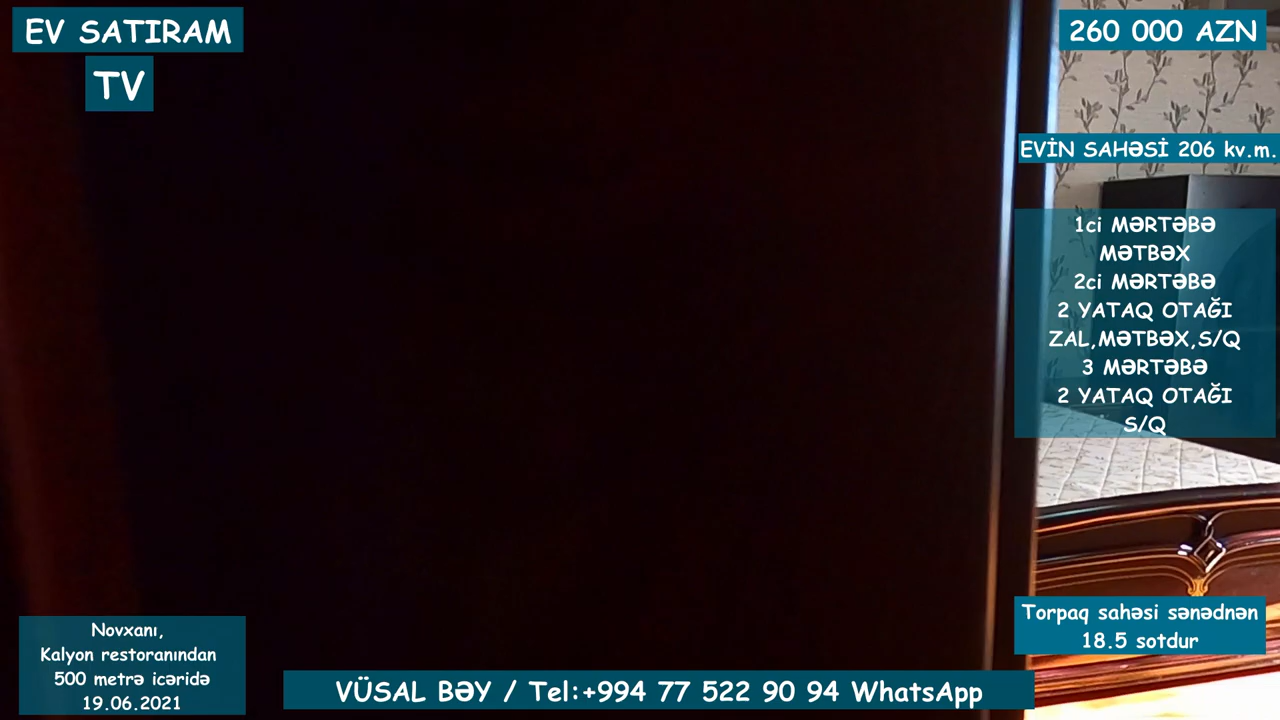 EV SATIRAM
TV
260 000 AZN
EVİN SAHƏSİ 206 kv.m.
1ci MƏRTƏBƏ
MƏTBƏX
2ci MƏRTƏBƏ
2 YATAQ OTAĞI
ZAL,MƏTBƏX,S/Q
3 MƏRTƏBƏ
2 YATAQ OTAĞI
S/Q
Torpaq sahəsi sənədnən
18.5 sotdur
Novxanı,
Kalyon restoranından
500 metrə icəridə
19.06.2021
VÜSAL BƏY / Tel:+994 77 522 90 94 WhatsApp